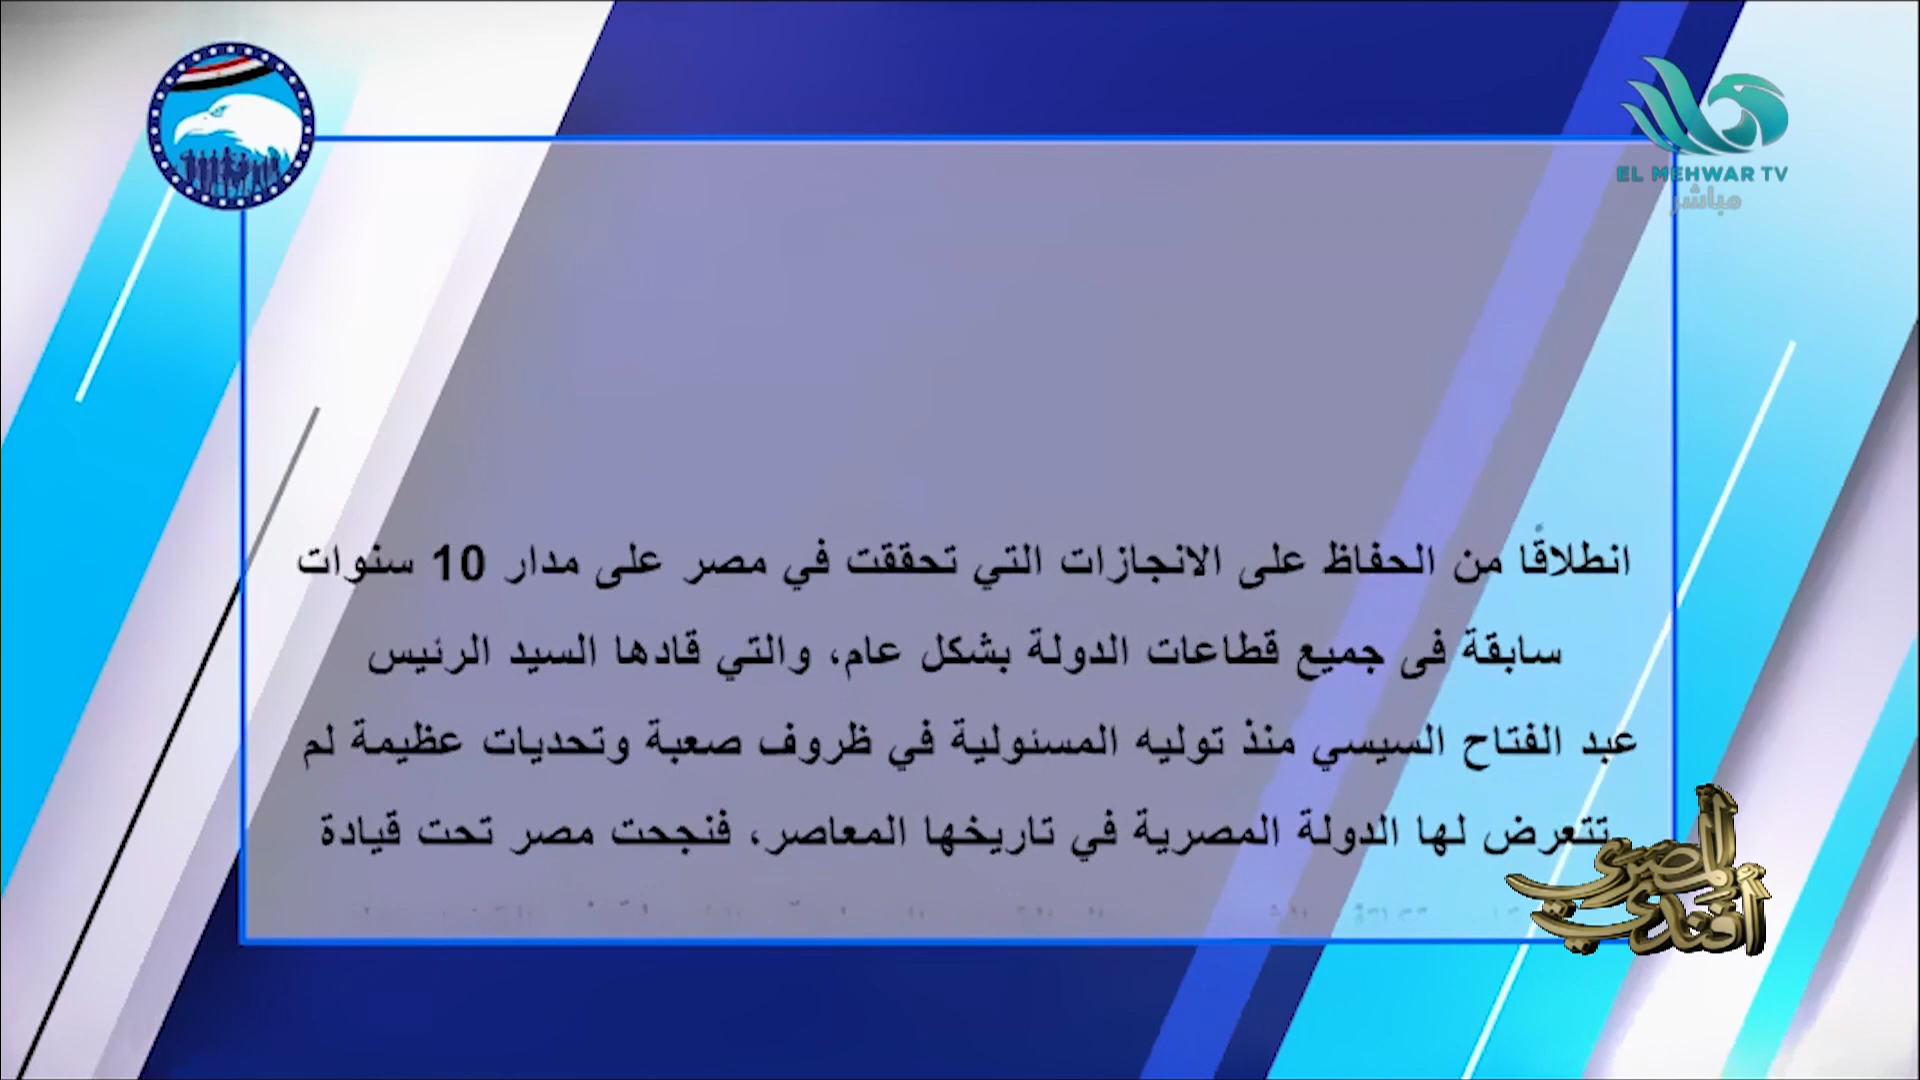 EL MEHWAR TV
مباشر
انطلاقًا من الحفاظ على الانجازات التي تحققت في مصر على مدار 10 سنوات
سابقة فى جميع قطاعات الدولة بشكل عام، والتي قادها السيد الرئيس
عبد الفتاح السيسي منذ توليه المسئولية في ظروف صعبة وتحديات عظيمة لم
تتعرض لها الدولة المصرية في تاريخها المعاصر، فنجحت مصر تحت قيادة
المصري
أفندي